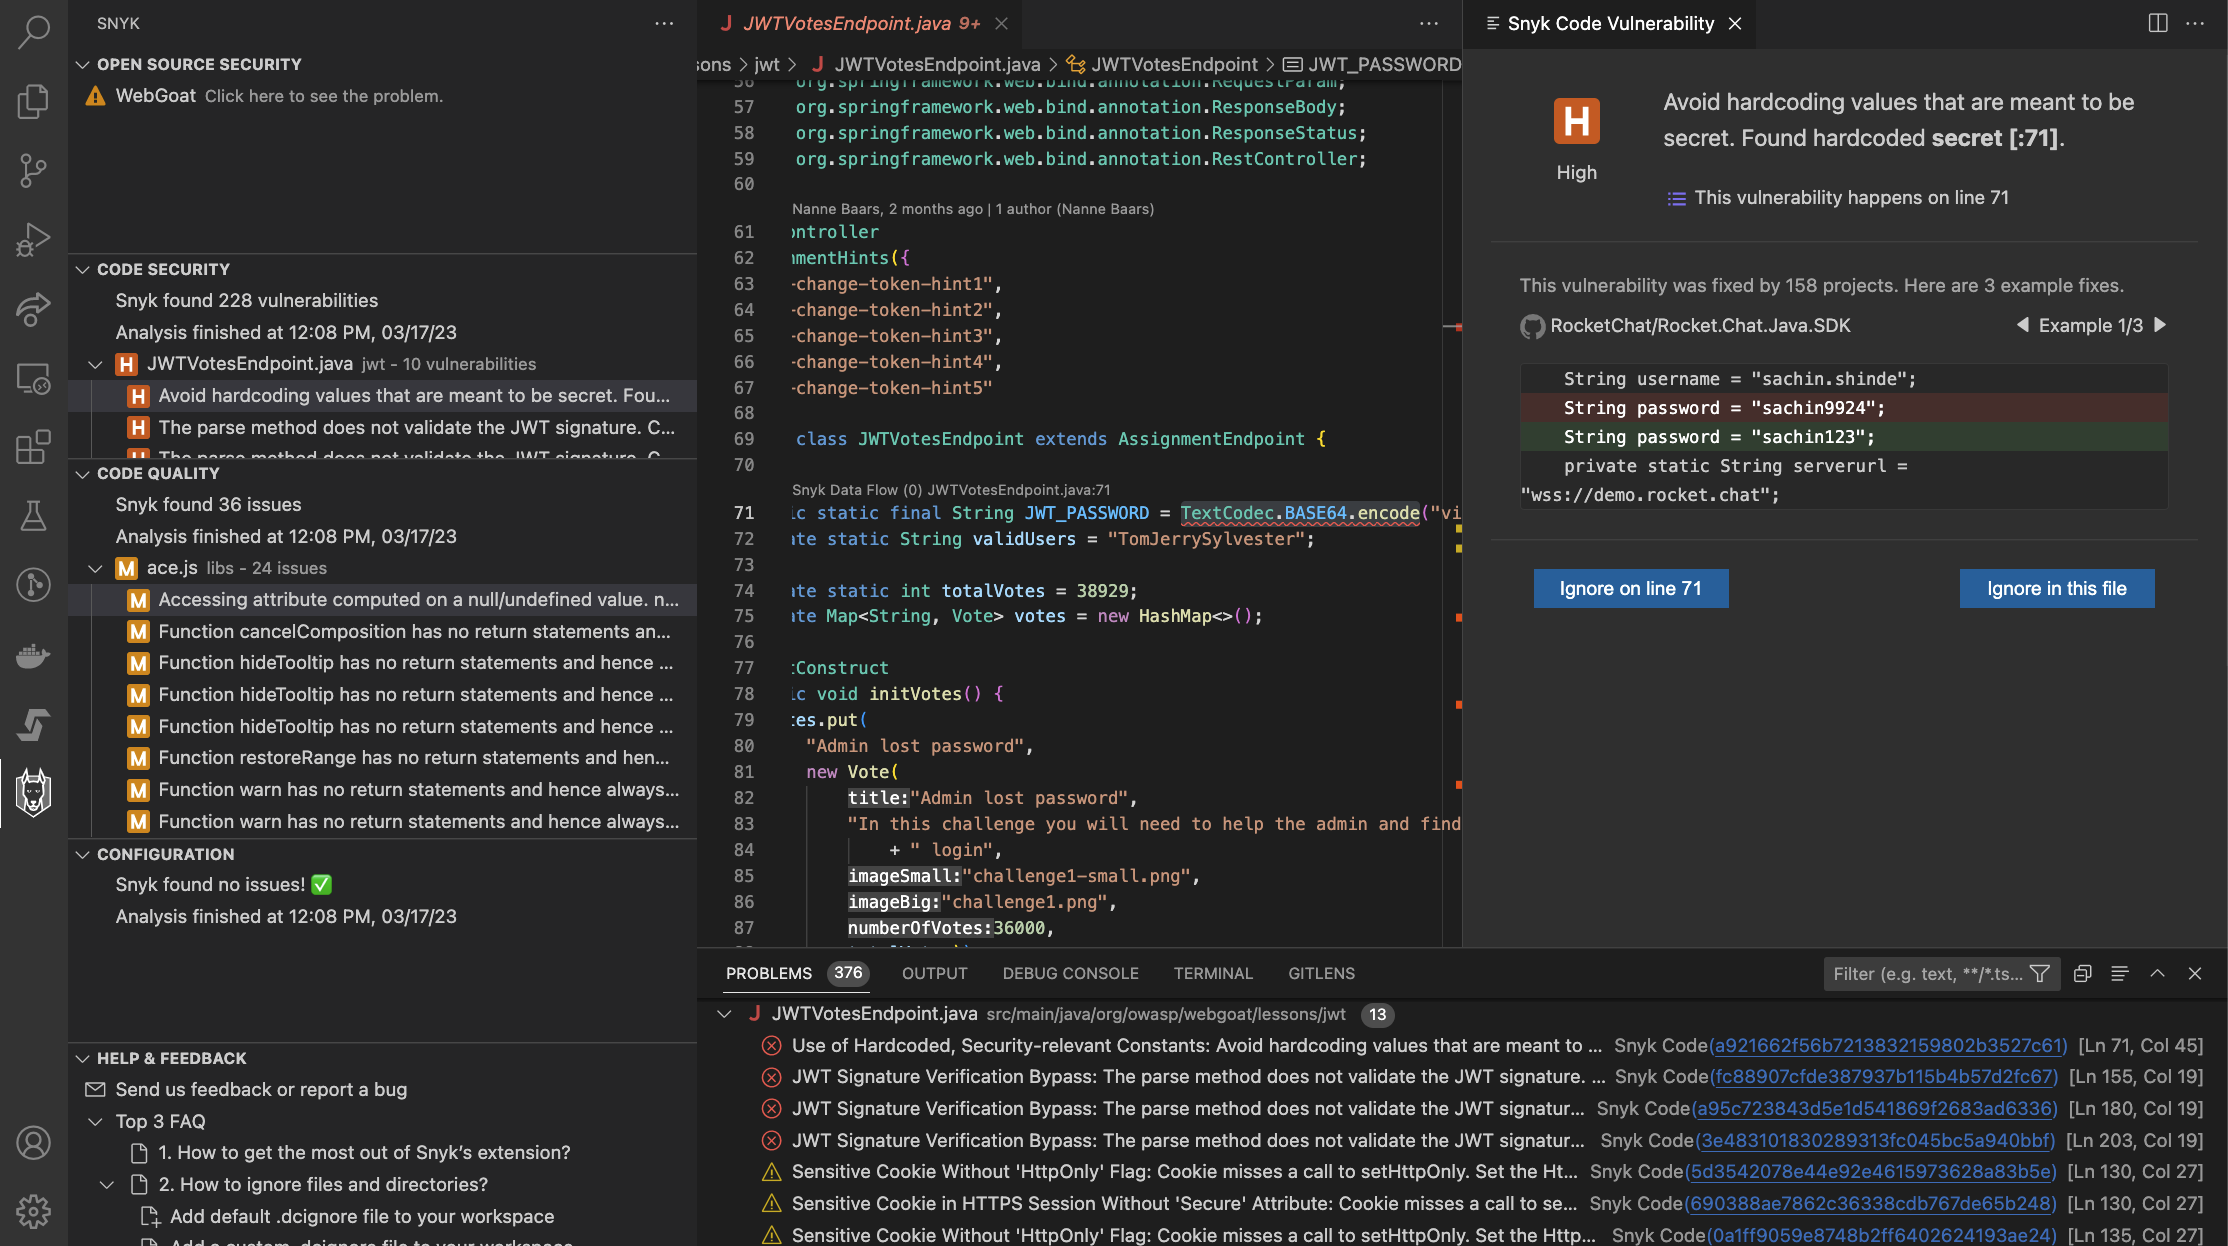 SNYK
OPEN SOURCE SECURITY
WebGoat Click here to see the problem.
CODE SECURITY
Snyk found 228 vulnerabilities
Analysis finished at 12:08 PM, 03/17/23
H JWTVotesEndpoint.java jwt - 10 vulnerabilities
H Avoid hardcoding values that are meant to be secret. Fou...
H The parse method does not validate the JWT signature. C...
H The parse method does not validate the JWT signature. C...
CODE QUALITY
Snyk found 36 issues
Analysis finished at 12:08 PM, 03/17/23
M ace.js libs - 24 issues
M Accessing attribute computed on a null/undefined value. n...
M Function cancelComposition has no return statements an...
M Function hideTooltip has no return statements and hence ...
M Function hideTooltip has no return statements and hence ...
M Function hideTooltip has no return statements and hence ...
M Function restoreRange has no return statements and hen...
M Function warn has no return statements and hence always...
M Function warn has no return statements and hence always...
CONFIGURATION
Snyk found no issues! ✅
Analysis finished at 12:08 PM, 03/17/23
HELP & FEEDBACK
Send us feedback or report a bug
Top 3 FAQ
1. How to get the most out of Snyk's extension?
2. How to ignore files and directories?
Add default .dcignore file to your workspace
Add a custom .dcignore file to your workspace
J JWTVotesEndpoint.java 9+
sons > jwt > J JWTVotesEndpoint.java > JWTVotesEndpoint > JWT_PASSWORD
56 org.springframework.web.bind.annotation.RequestParam;
57 org.springframework.web.bind.annotation.ResponseBody;
58 org.springframework.web.bind.annotation.ResponseStatus;
59 org.springframework.web.bind.annotation.RestController;
60
Nanne Baars, 2 months ago | 1 author (Nanne Baars)
61 ontroller
62 nmentHints({
63 -change-token-hint1",
64 -change-token-hint2",
65 -change-token-hint3",
66 -change-token-hint4",
67 -change-token-hint5"
68
69 class JWTVotesEndpoint extends AssignmentEndpoint {
70
Snyk Data Flow (0) JWTVotesEndpoint.java:71
71 ic static final String JWT_PASSWORD = TextCodec.BASE64.encode("vi
72 ate static String validUsers = "TomJerrySylvester";
73
74 ate static int totalVotes = 38929;
75 ate Map<String, Vote> votes = new HashMap<>();
76
77 tConstruct
78 ic void initVotes() {
79 tes.put(
80 "Admin lost password",
81 new Vote(
82 title:"Admin lost password",
83 "In this challenge you will need to help the admin and find
84 + " login",
85 imageSmall:"challenge1-small.png",
86 imageBig:"challenge1.png",
87 numberOfVotes:36000,
Snyk Code Vulnerability
H
High
Avoid hardcoding values that are meant to be
secret. Found hardcoded secret [:71].
This vulnerability happens on line 71
This vulnerability was fixed by 158 projects. Here are 3 example fixes.
RocketChat/Rocket.Chat.Java.SDK
Example 1/3
String username = "sachin.shinde";
String password = "sachin9924";
String password = "sachin123";
private static String serverurl =
"wss://demo.rocket.chat";
Ignore on line 71
Ignore in this file
PROBLEMS 376 OUTPUT DEBUG CONSOLE TERMINAL GITLENS
Filter (e.g. text, **/*.ts...
J JWTVotesEndpoint.java src/main/java/org/owasp/webgoat/lessons/jwt 13
Use of Hardcoded, Security-relevant Constants: Avoid hardcoding values that are meant to ... Snyk Code(a921662f56b7213832159802b3527c61) [Ln 71, Col 45]
JWT Signature Verification Bypass: The parse method does not validate the JWT signature. ... Snyk Code(fc88907cfde387937b115b4b57d2fc67) [Ln 155, Col 19]
JWT Signature Verification Bypass: The parse method does not validate the JWT signatur... Snyk Code(a95c723843d5e1d541869f2683ad6336) [Ln 180, Col 19]
JWT Signature Verification Bypass: The parse method does not validate the JWT signatur... Snyk Code(3e483101830289313fc045bc5a940bbf) [Ln 203, Col 19]
Sensitive Cookie Without 'HttpOnly' Flag: Cookie misses a call to setHttpOnly. Set the Ht... Snyk Code(5d3542078e44e92e4615973628a83b5e) [Ln 130, Col 27]
Sensitive Cookie in HTTPS Session Without 'Secure' Attribute: Cookie misses a call to se... Snyk Code(690388ae7862c36338cdb767de65b248) [Ln 130, Col 27]
Sensitive Cookie Without 'HttpOnly' Flag: Cookie misses a call to setHttpOnly. Set the Http... Snyk Code(0a1ff9059e8748b2ff6402624193ae24) [Ln 135, Col 27]